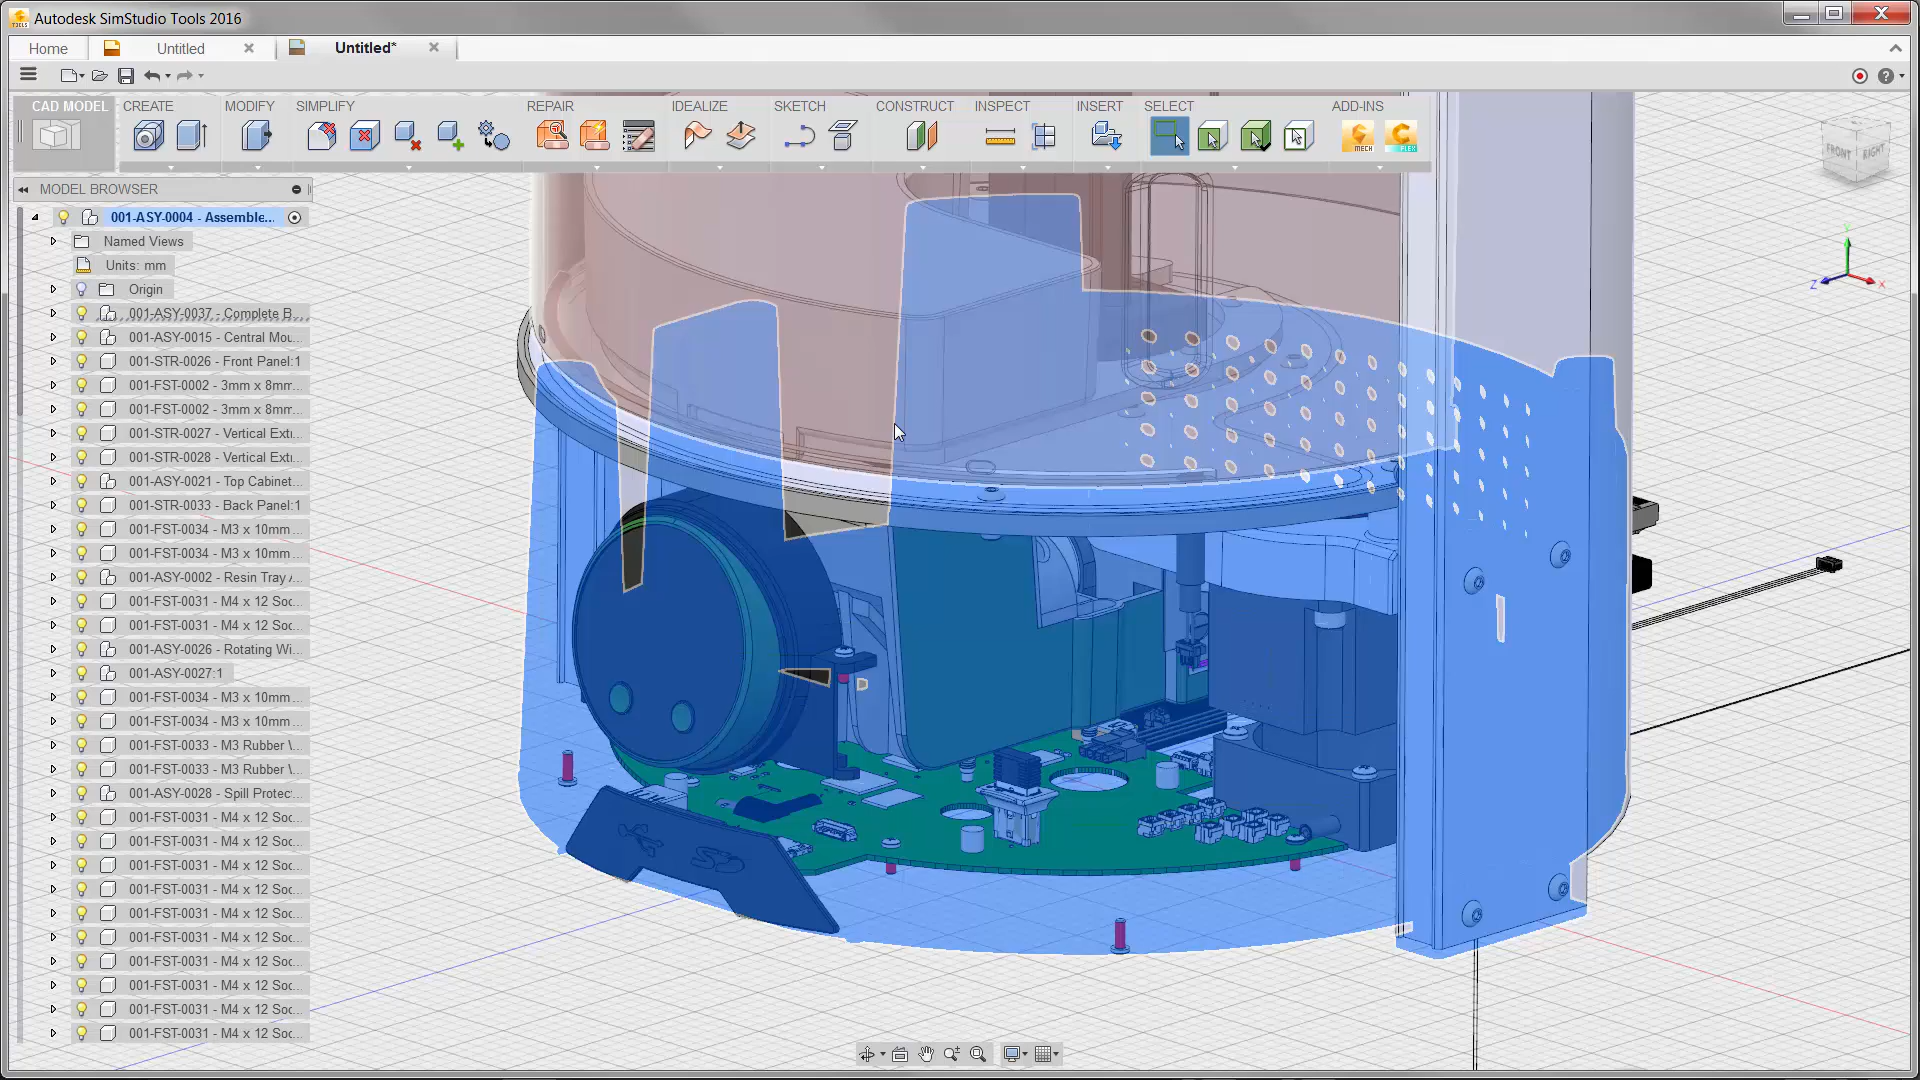 Autodesk SimStudio Tools 2016
Home
Untitled
Untitled*
CAD MODEL
CREATE
MODIFY
SIMPLIFY
REPAIR
IDEALIZE
SKETCH
CONSTRUCT
INSPECT
INSERT
SELECT
ADD-INS
MECH
FLEX
FRONT
RIGHT
Y
Z
X
MODEL BROWSER
001-ASY-0004 - Assemble...
Named Views
Units: mm
Origin
001-ASY-0037 - Complete B...
001-ASY-0015 - Central Mou...
001-STR-0026 - Front Panel:1
001-FST-0002 - 3mm x 8mm...
001-FST-0002 - 3mm x 8mm...
001-STR-0027 - Vertical Extr...
001-STR-0028 - Vertical Extr...
001-ASY-0021 - Top Cabinet...
001-STR-0033 - Back Panel:1
001-FST-0034 - M3 x 10mm...
001-FST-0034 - M3 x 10mm...
001-ASY-0002 - Resin Tray
001-FST-0031 - M4 x 12 Soc...
001-FST-0031 - M4 x 12 Soc...
001-ASY-0026 - Rotating Wi...
001-ASY-0027:1
001-FST-0034 - M3 x 10mm...
001-FST-0034 - M3 x 10mm...
001-FST-0033 - M3 Rubber
001-FST-0033 - M3 Rubber
001-ASY-0028 - Spill Protec...
001-FST-0031 - M4 x 12 Soc...
001-FST-0031 - M4 x 12 Soc...
001-FST-0031 - M4 x 12 Soc...
001-FST-0031 - M4 x 12 Soc...
001-FST-0031 - M4 x 12 Soc...
001-FST-0031 - M4 x 12 Soc...
001-FST-0031 - M4 x 12 Soc...
001-FST-0031 - M4 x 12 Soc...
001-FST-0031 - M4 x 12 Soc...
001-FST-0031 - M4 x 12 Soc...